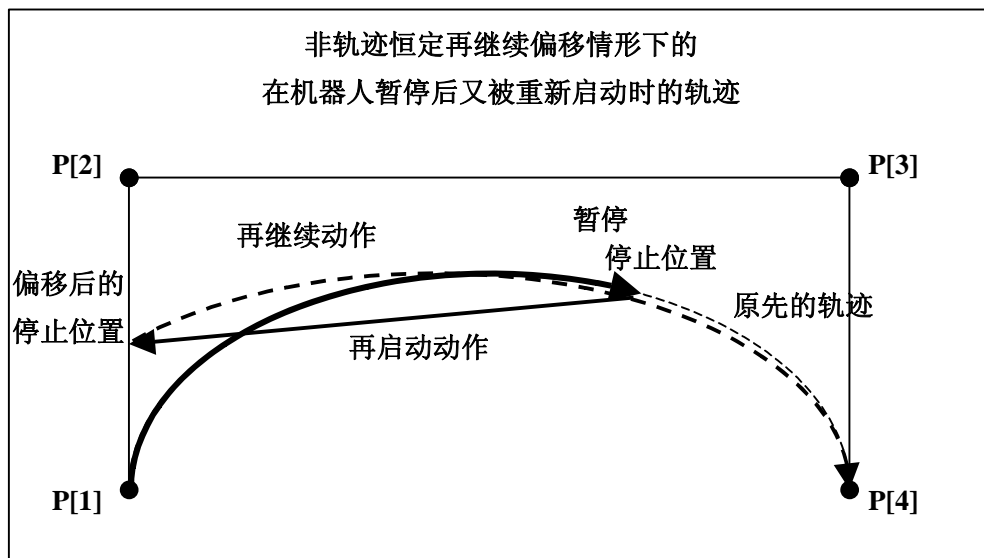 非轨迹恒定再继续偏移情形下的
在机器人暂停后又被重新启动时的轨迹
P[2]
P[3]
暂停
再继续动作
停止位置
偏移后的
原先的轨迹
停止位置
再启动动作
P[1]
P[4]